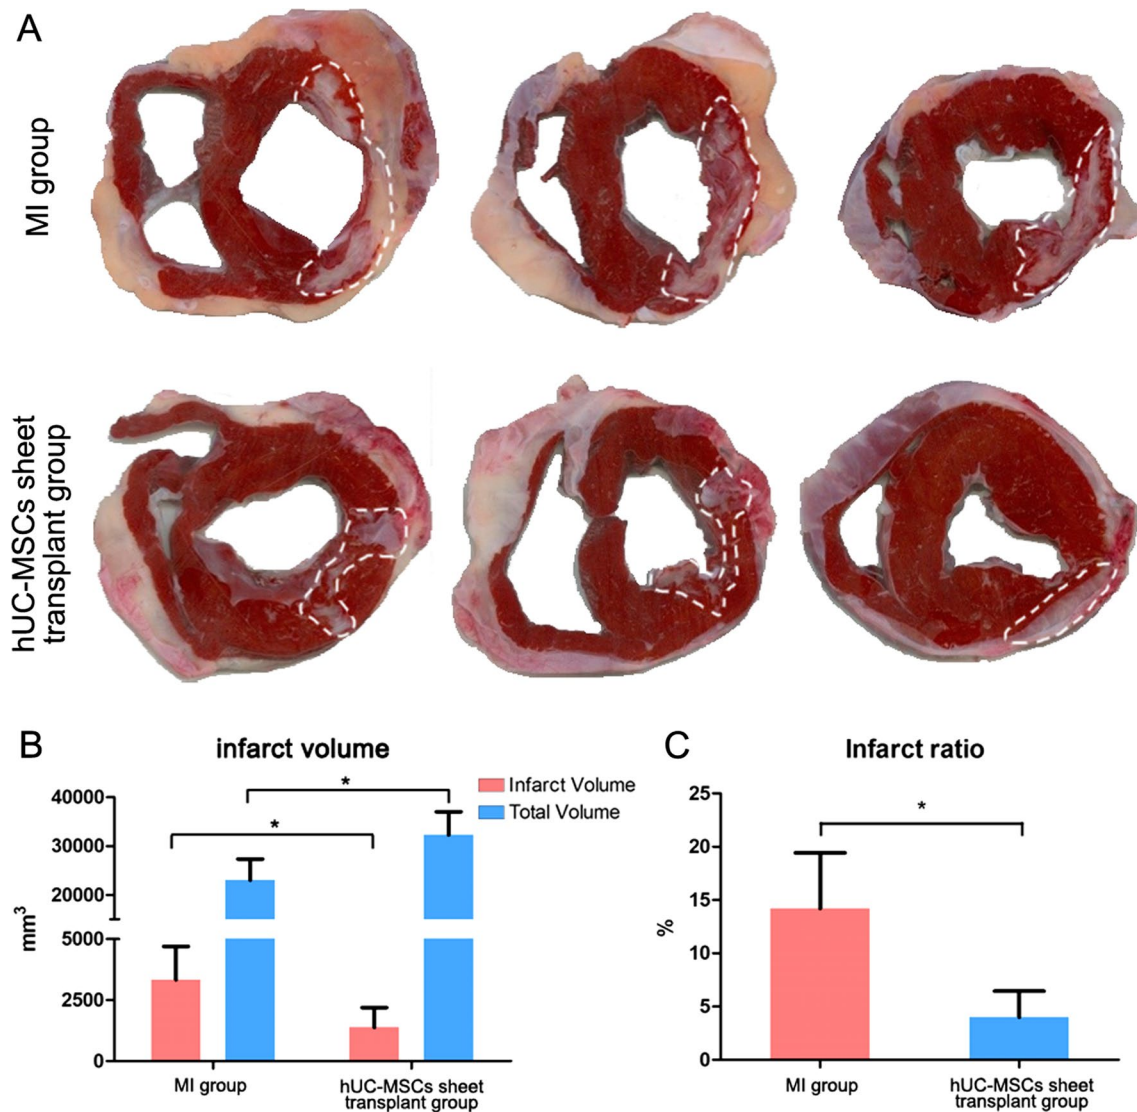 A
MI group
hUC-MSCs sheet
transplant group
B
infarct volume
Infarct Volume
Total Volume
*
*
40000
30000
20000
5000
2500
0
mm³
MI group
hUC-MSCs sheet
transplant group
C
Infarct ratio
*
25
20
15
10
5
0
%
MI group
hUC-MSCs sheet
transplant group